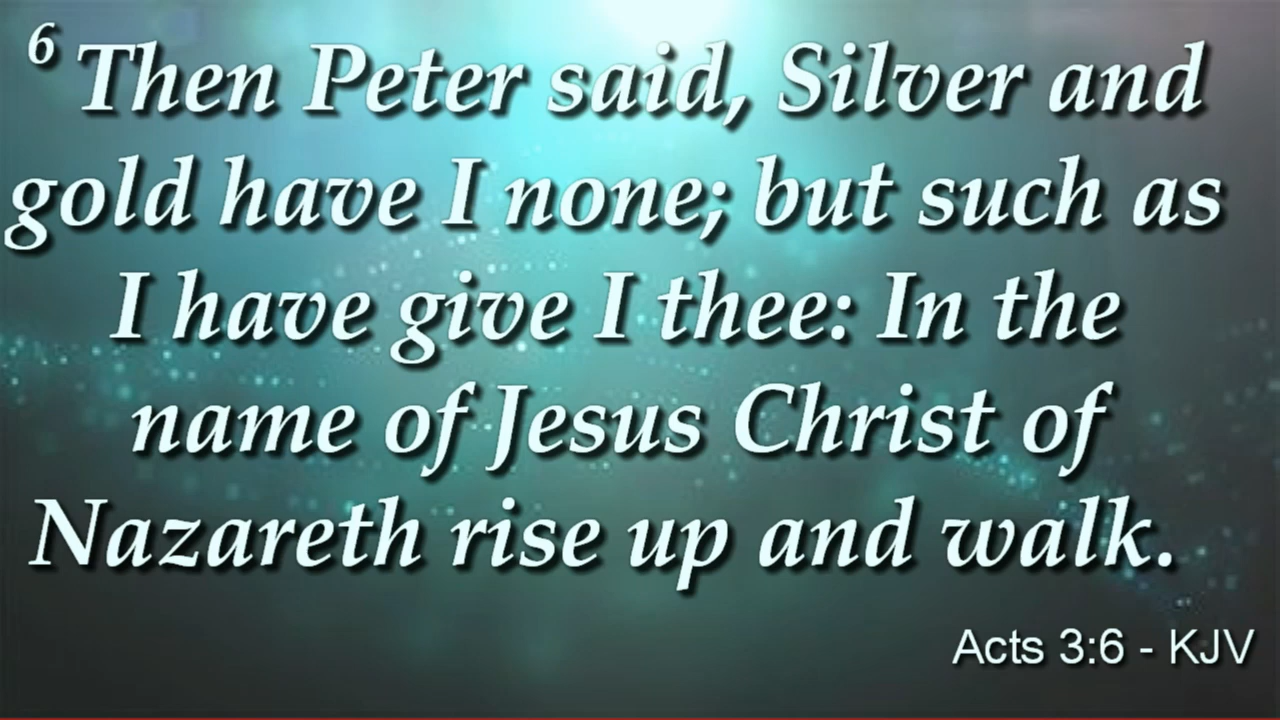 6 Then Peter said, Silver and
gold have I none; but such as
I have give I thee: In the
name of Jesus Christ of
Nazareth rise up and walk.
Acts 3:6 - KJV